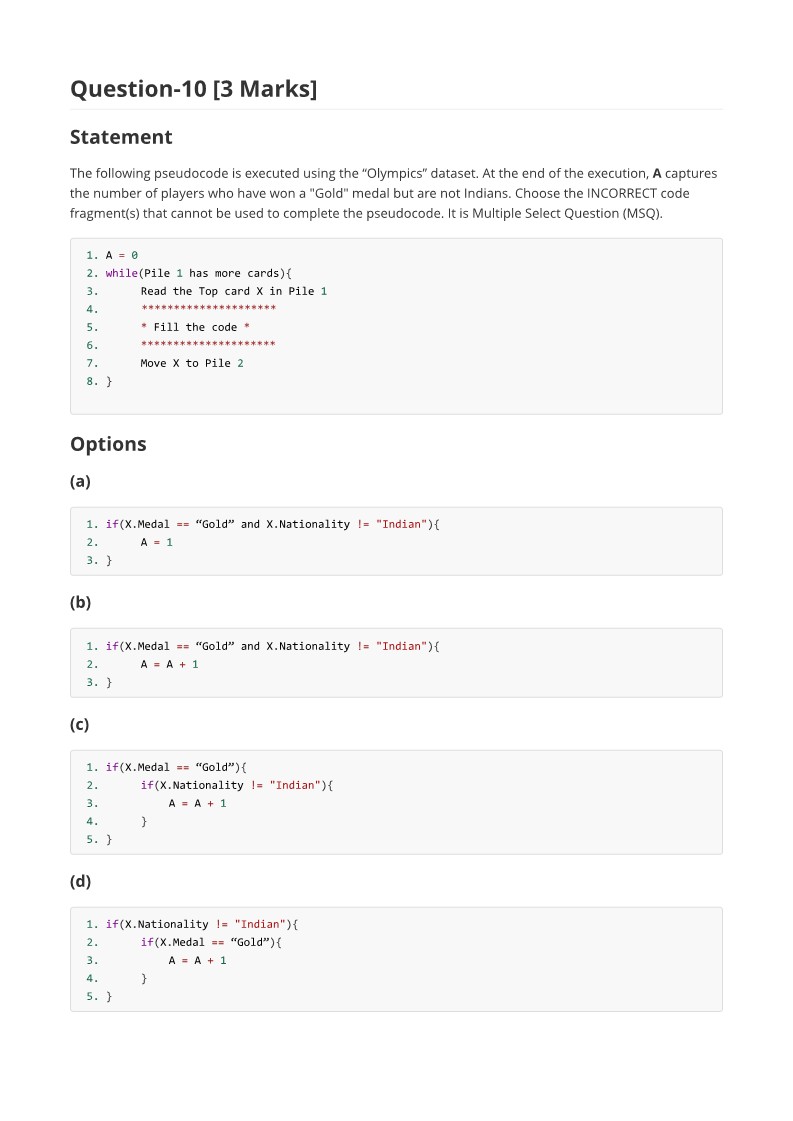 Question-10 [3 Marks]
Statement
The following pseudocode is executed using the “Olympics” dataset. At the end of the execution, A captures
the number of players who have won a "Gold" medal but are not Indians. Choose the INCORRECT code
fragment(s) that cannot be used to complete the pseudocode. It is Multiple Select Question (MSQ).
1. A = 0
2. while(Pile 1 has more cards){
3. Read the Top card X in Pile 1
4. *********************
5. * Fill the code *
6. *********************
7. Move X to Pile 2
8. }
Options
(a)
1. if(X.Medal == “Gold” and X.Nationality != "Indian"){
2. A = 1
3. }
(b)
1. if(X.Medal == “Gold” and X.Nationality != "Indian"){
2. A = A + 1
3. }
(c)
1. if(X.Medal == “Gold”){
2. if(X.Nationality != "Indian"){
3. A = A + 1
4. }
5. }
(d)
1. if(X.Nationality != "Indian"){
2. if(X.Medal == “Gold”){
3. A = A + 1
4. }
5. }